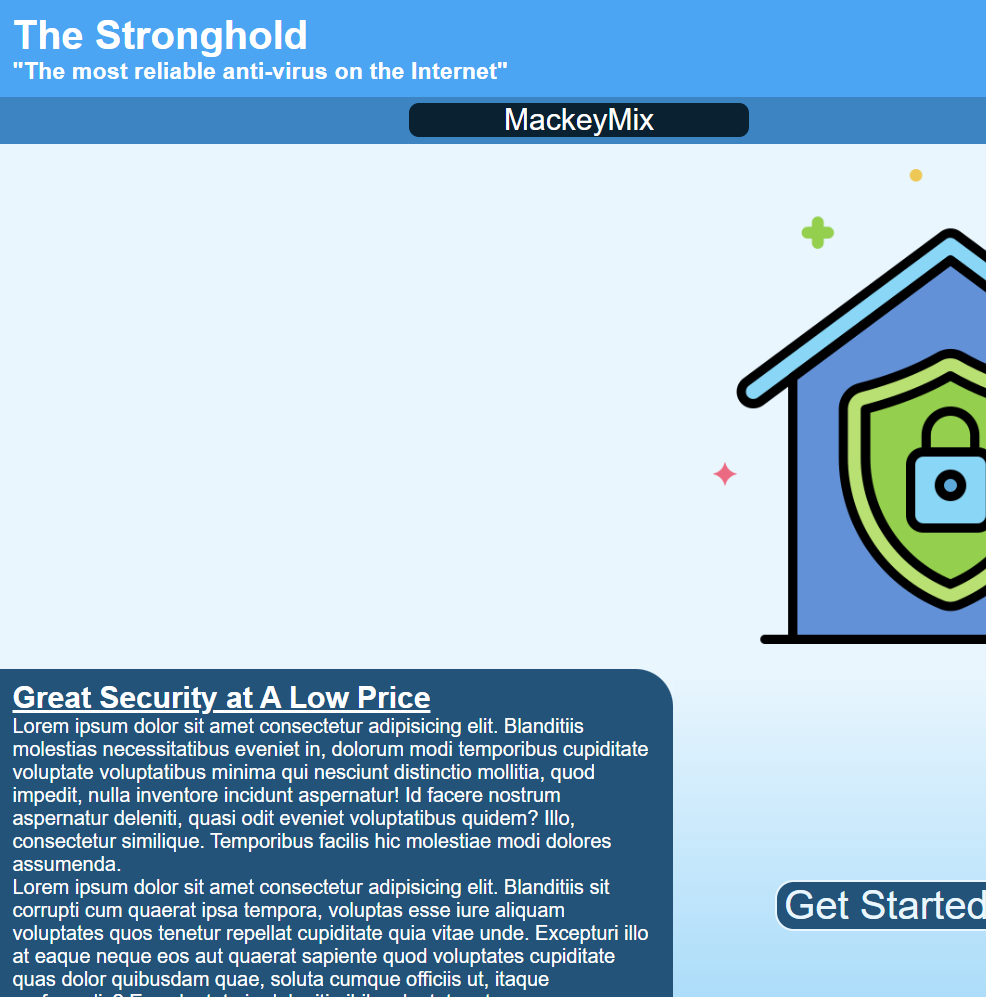 The Stronghold
"The most reliable anti-virus on the Internet"
MackeyMix
Great Security at A Low Price
Lorem ipsum dolor sit amet consectetur adipisicing elit. Blanditiis
molestias necessitatibus eveniet in, dolorum modi temporibus cupiditate
voluptate voluptatibus minima qui nesciunt distinctio mollitia, quod
impedit, nulla inventore incidunt aspernatur! Id facere nostrum
aspernatur deleniti, quasi odit eveniet voluptatibus quidem? Illo,
consectetur similique. Temporibus facilis hic molestiae modi dolores
assumenda.
Lorem ipsum dolor sit amet consectetur adipisicing elit. Blanditiis sit
corrupti cum quaerat ipsa tempora, voluptas esse iure aliquam
voluptates quos tenetur repellat cupiditate quia vitae unde. Excepturi illo
at eaque neque eos aut quaerat sapiente quod voluptates cupiditate
quas dolor quibusdam quae, soluta cumque officiis ut, itaque
Get Started